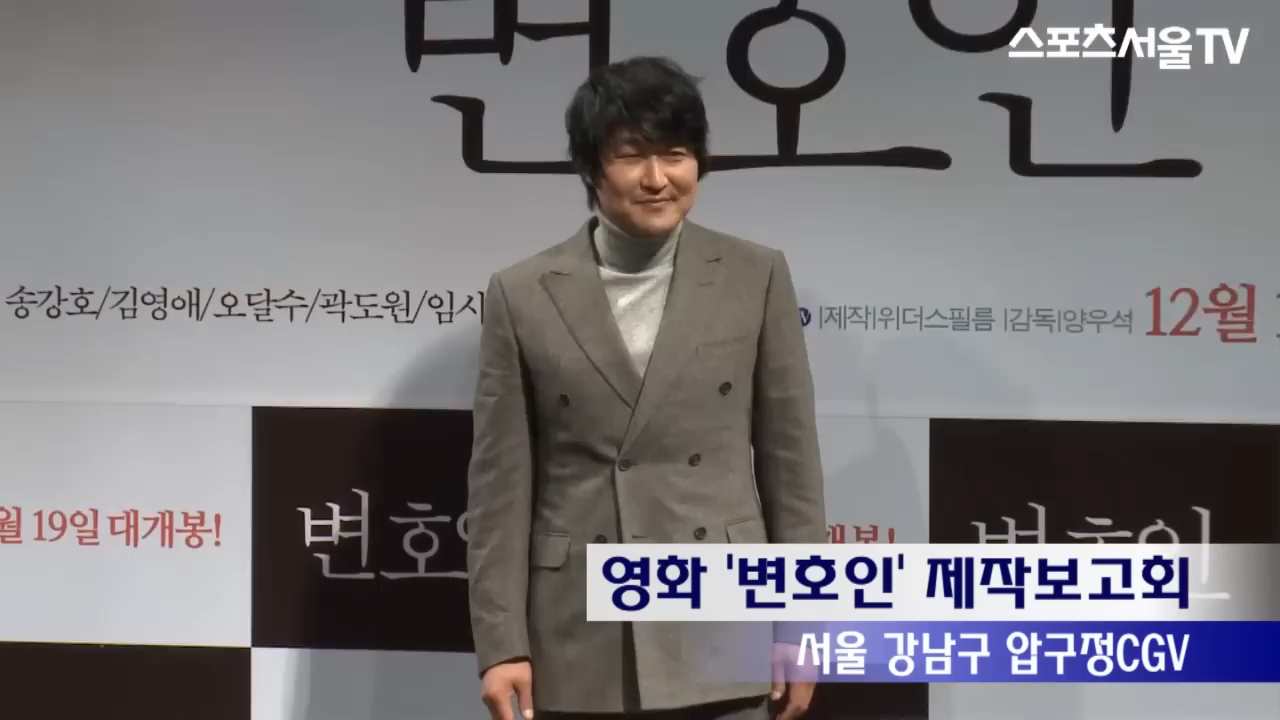 변호인
스포츠서울TV
송강호/김영애/오달수/곽도원/임시
|제작|위더스필름 |감독|양우석 12월
월 19일 대개봉!
변호인
개봉!
변호인
영화 '변호인' 제작보고회
서울 강남구 압구정CGV